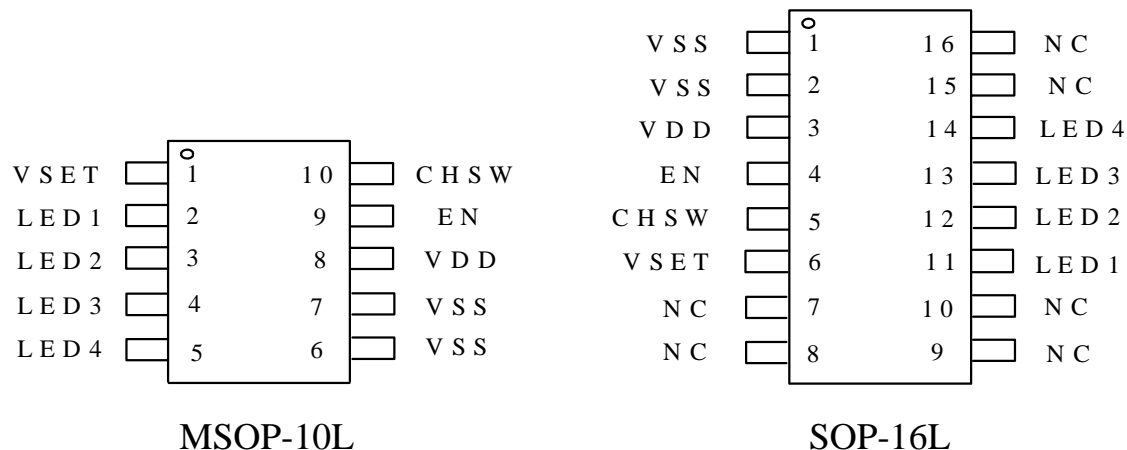 VSET 1 10 CHSW
LED1 2 9 EN
LED2 3 8 VDD
LED3 4 7 VSS
LED4 5 6 VSS
MSOP-10L
VSS 1 16 NC
VSS 2 15 NC
VDD 3 14 LED4
EN 4 13 LED3
CHSW 5 12 LED2
VSET 6 11 LED1
NC 7 10 NC
NC 8 9 NC
SOP-16L